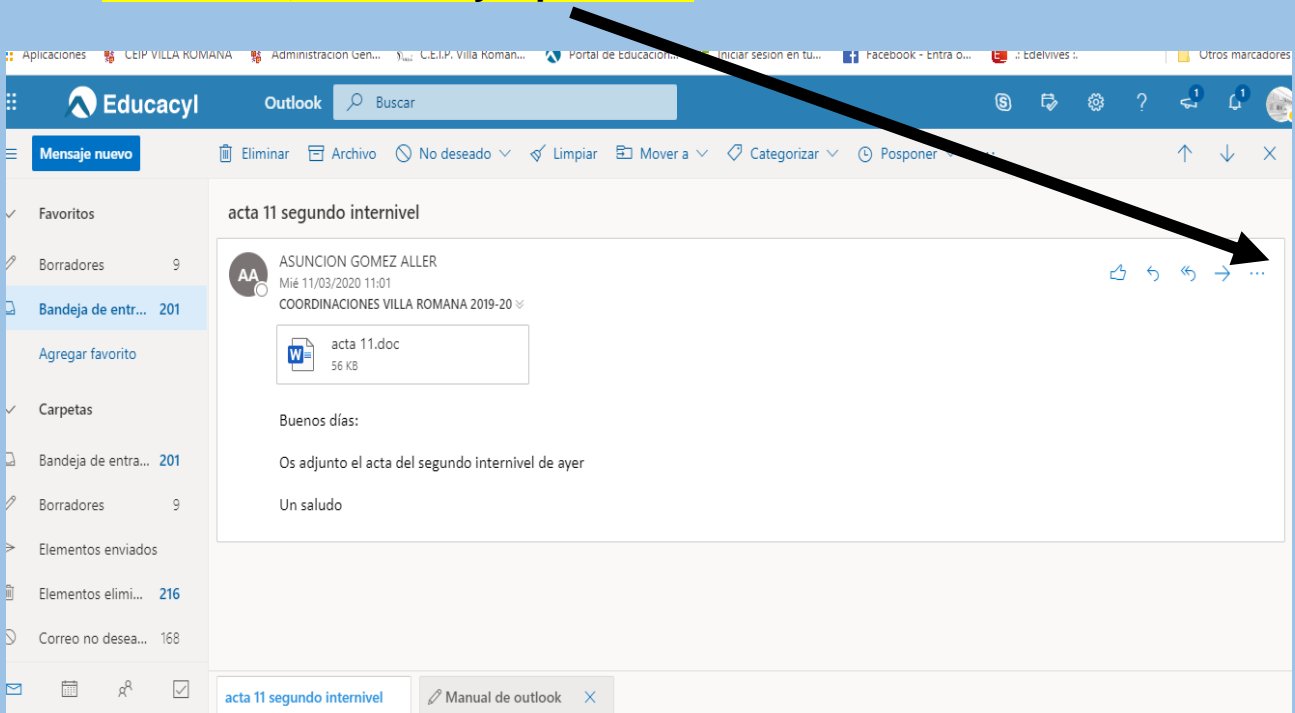 Aplicaciones CEIP VILLA ROMANA Administración Gen... C.E.I.P. Villa Román... Portal de Educación... Iniciar sesión en tu... Facebook - Entra o... .: Edelvives :. Otros marcadores
Educacyl Outlook Buscar ? 1 1
Mensaje nuevo Eliminar Archivo No deseado Limpiar Mover a Categorizar Posponer
Favoritos
acta 11 segundo internivel
Borradores 9
Bandeja de entr... 201
Agregar favorito
Carpetas
Bandeja de entra... 201
Borradores 9
Elementos enviados
Elementos elimi... 216
Correo no desea... 168
AA
ASUNCION GOMEZ ALLER
Mié 11/03/2020 11:01
COORDINACIONES VILLA ROMANA 2019-20
acta 11.doc
56 KB
Buenos días:
Os adjunto el acta del segundo internivel de ayer
Un saludo
acta 11 segundo internivel Manual de outlook